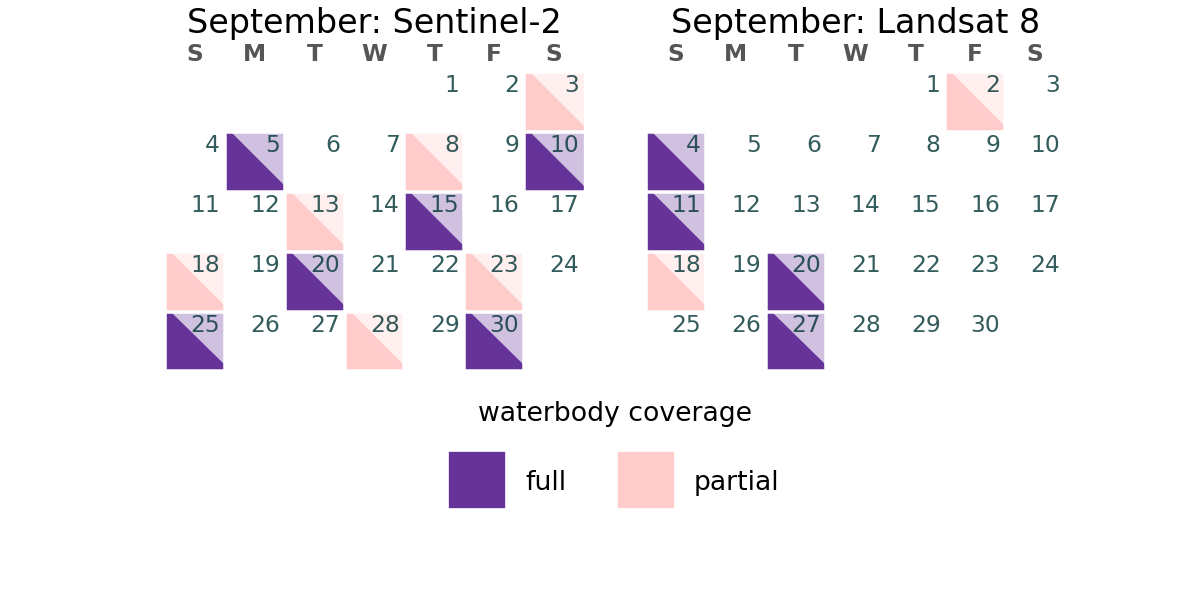 September: Sentinel-2
S M T W T F S
1 2 3
4 5 6 7 8 9 10
11 12 13 14 15 16 17
18 19 20 21 22 23 24
25 26 27 28 29 30
September: Landsat 8
S M T W T F S
1 2 3
4 5 6 7 8 9 10
11 12 13 14 15 16 17
18 19 20 21 22 23 24
25 26 27 28 29 30
waterbody coverage
full partial